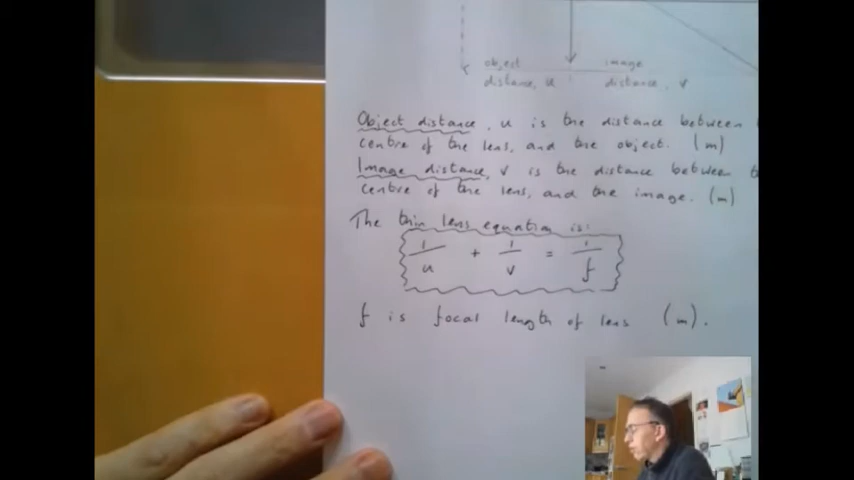 object image
distance, u distance, v
Object distance, u is the distance between
centre of the lens, and the object. (m)
Image distance, v is the distance between
centre of the lens, and the image. (m)
The thin lens equation is:
1/u + 1/v = 1/f
f is focal length of lens (m).